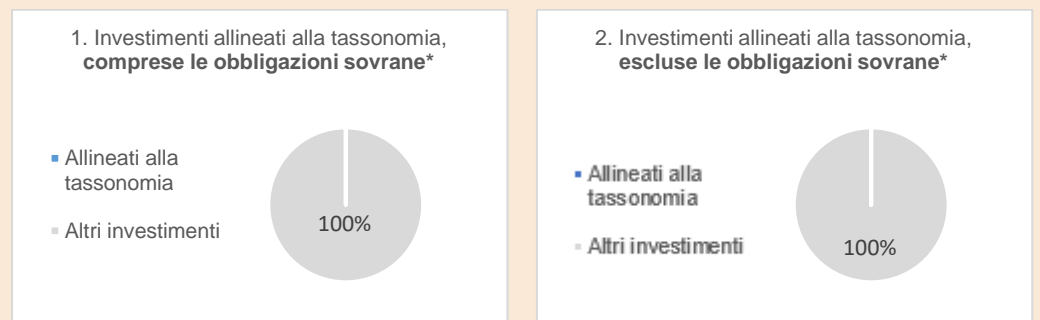 1. Investimenti allineati alla tassonomia,
comprese le obbligazioni sovrane*
Allineati alla
tassonomia
Altri investimenti
100%
2. Investimenti allineati alla tassonomia,
escluse le obbligazioni sovrane*
Allineati alla
tassonomia
Altri investimenti
100%